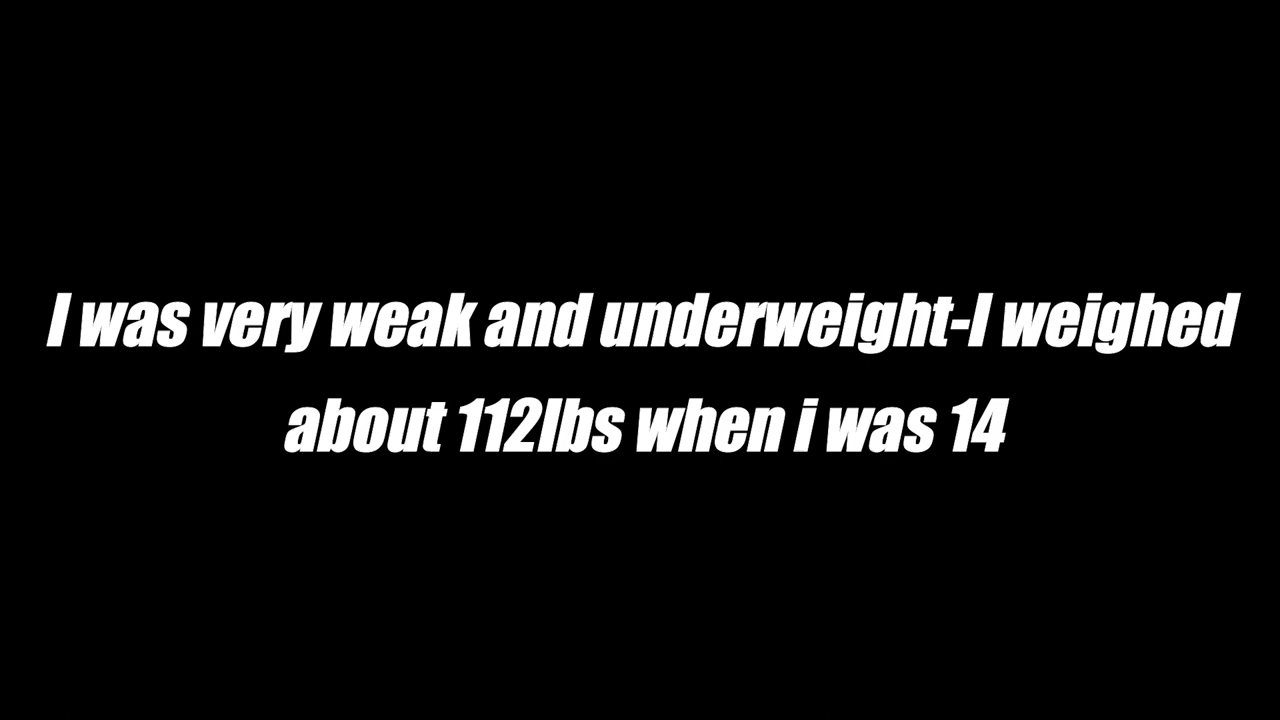 I was very weak and underweight-I weighed
about 112lbs when i was 14